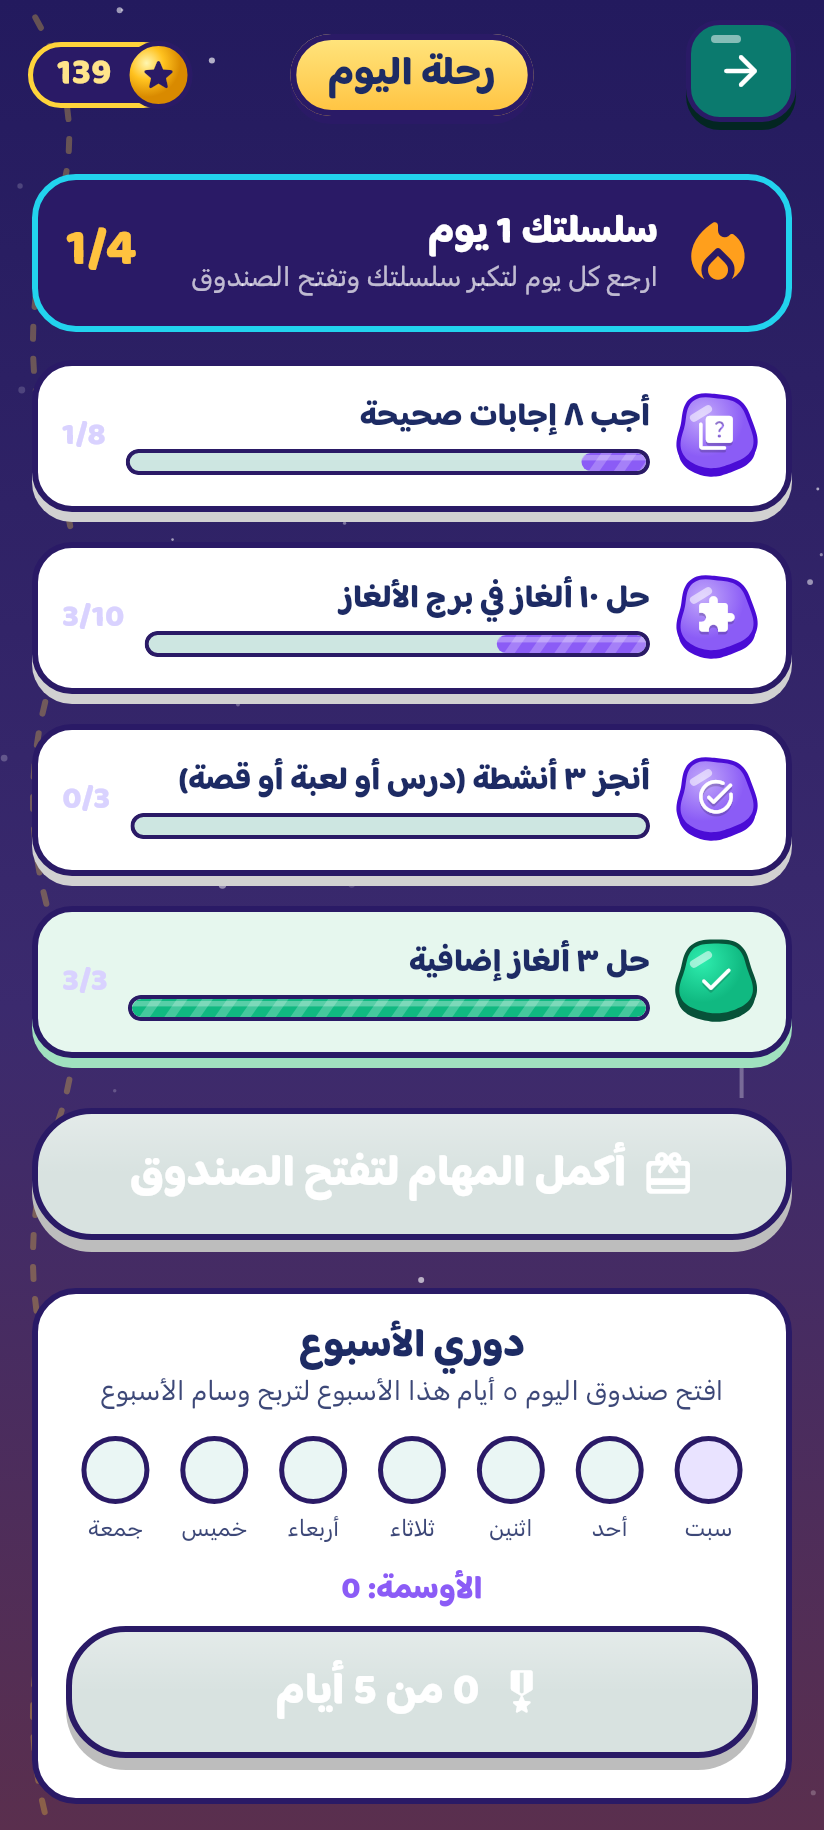 رحلة اليوم
139
سلسلتك 1 يوم
ارجع كل يوم لتكبر سلسلتك وتفتح الصندوق
1/4
أجب ٨ إجابات صحيحة
1/8
حل ١٠ ألغاز في برج الألغاز
3/10
أنجز ٣ أنشطة (درس أو لعبة أو قصة)
0/3
حل ٣ ألغاز إضافية
3/3
أكمل المهام لتفتح الصندوق
دوري الأسبوع
افتح صندوق اليوم ٥ أيام هذا الأسبوع لتربح وسام الأسبوع
سبت أحد اثنين ثلاثاء أربعاء خميس جمعة
الأوسمة: 0
0 من 5 أيام